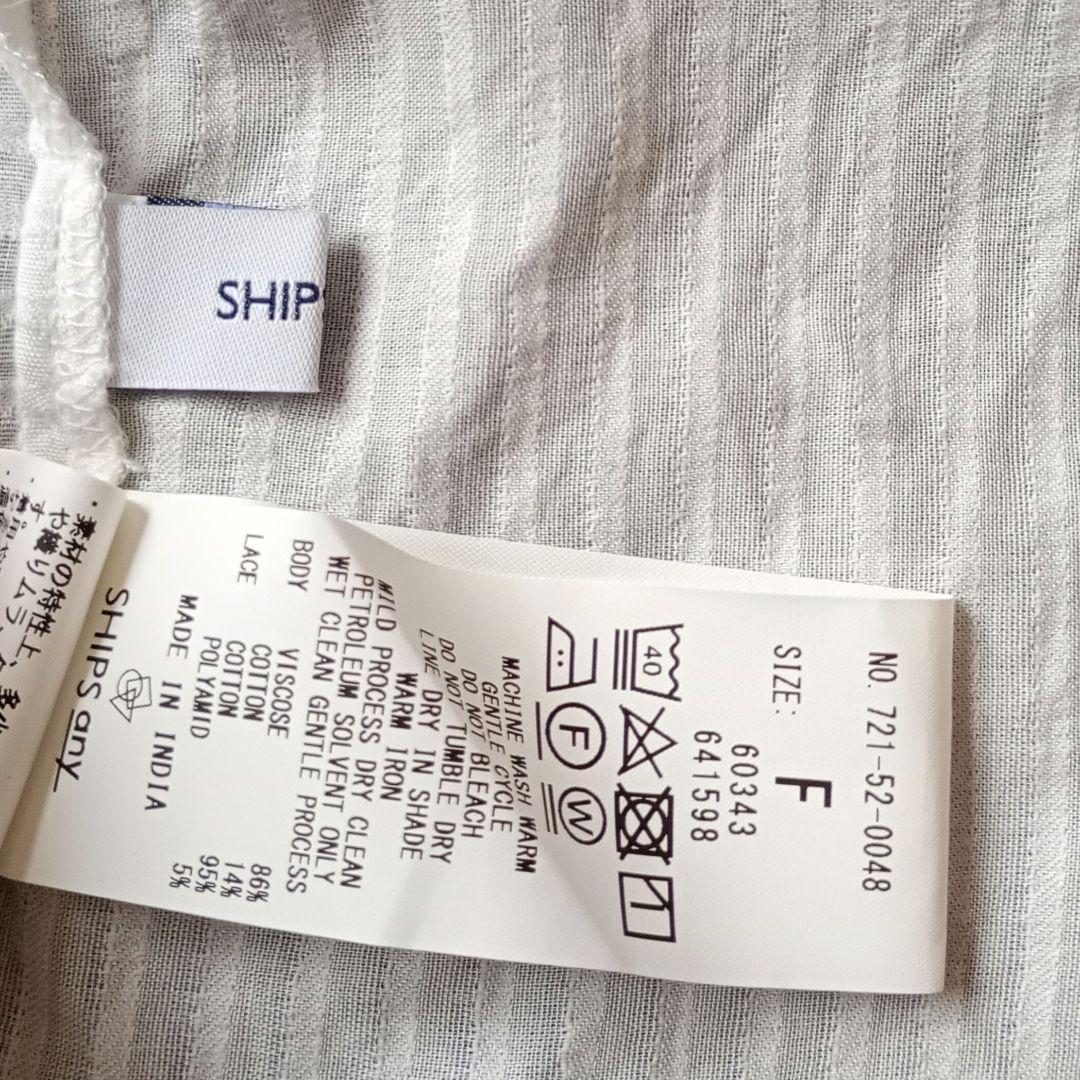 SHIP
NO. 721-52-0048
SIZE: F
60343
641598
40
F
W
MACHINE WASH WARM
GENTLE CYCLE
DO NOT BLEACH
DO NOT TUMBLE DRY
LINE DRY IN SHADE
WARM IRON
MILD PROCESS DRY CLEAN
PETROLEUM SOLVENT ONLY
WET CLEAN GENTLE PROCESS
BODY VISCOSE 86%
COTTON 14%
LACE COTTON 95%
POLYAMID 5%
MADE IN INDIA
SHIPS any
・素材の特性上、
や織りムラ
す